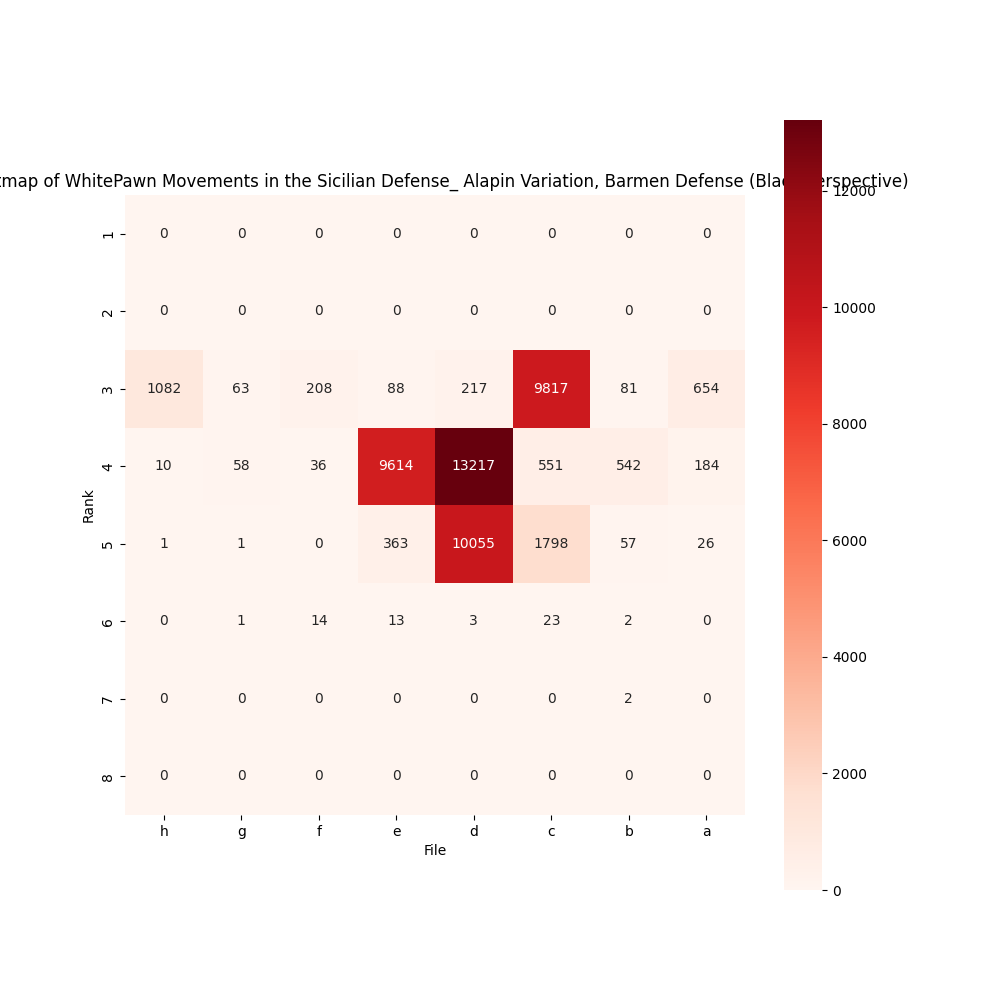 tmap of WhitePawn Movements in the Sicilian Defense_ Alapin Variation, Barmen Defense (Bla erspective)
12000
1 0 0 0 0 0 0 0 0
2 0 0 0 0 0 0 0 0
10000
3 1082 63 208 88 217 9817 81 654
8000
4 10 58 36 9614 13217 551 542 184
Rank
6000
5 1 1 0 363 10055 1798 57 26
4000
6 0 1 14 13 3 23 2 0
7 0 0 0 0 0 0 2 0
2000
8 0 0 0 0 0 0 0 0
h g f e d c b a
File
0